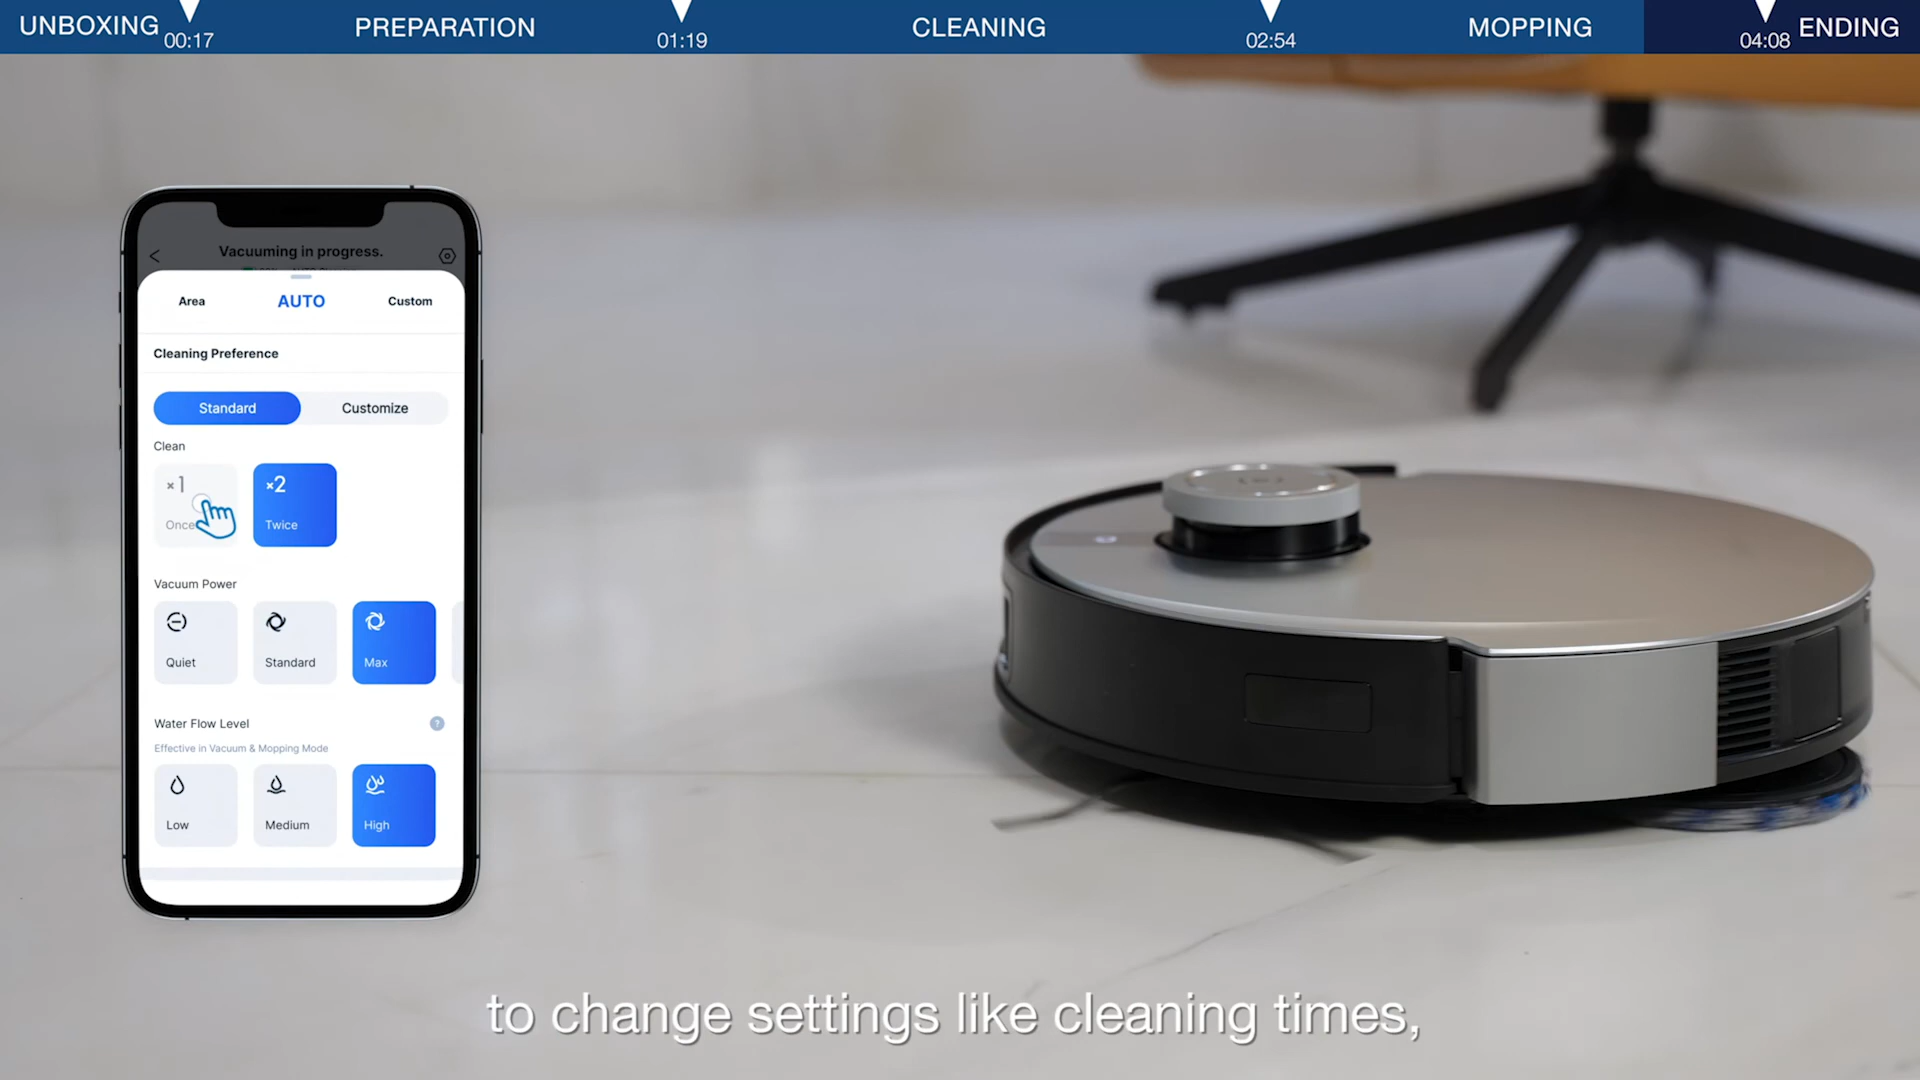 UNBOXING 00:17 PREPARATION 01:19 CLEANING 02:54 MOPPING 04:08 ENDING
Vacuuming in progress.
Area AUTO Custom
Cleaning Preference
Standard Customize
Clean
×1 ×2
Once Twice
Vacuum Power
Quiet Standard Max
Water Flow Level ?
Effective in Vacuum & Mopping Mode
Low Medium High
to change settings like cleaning times,